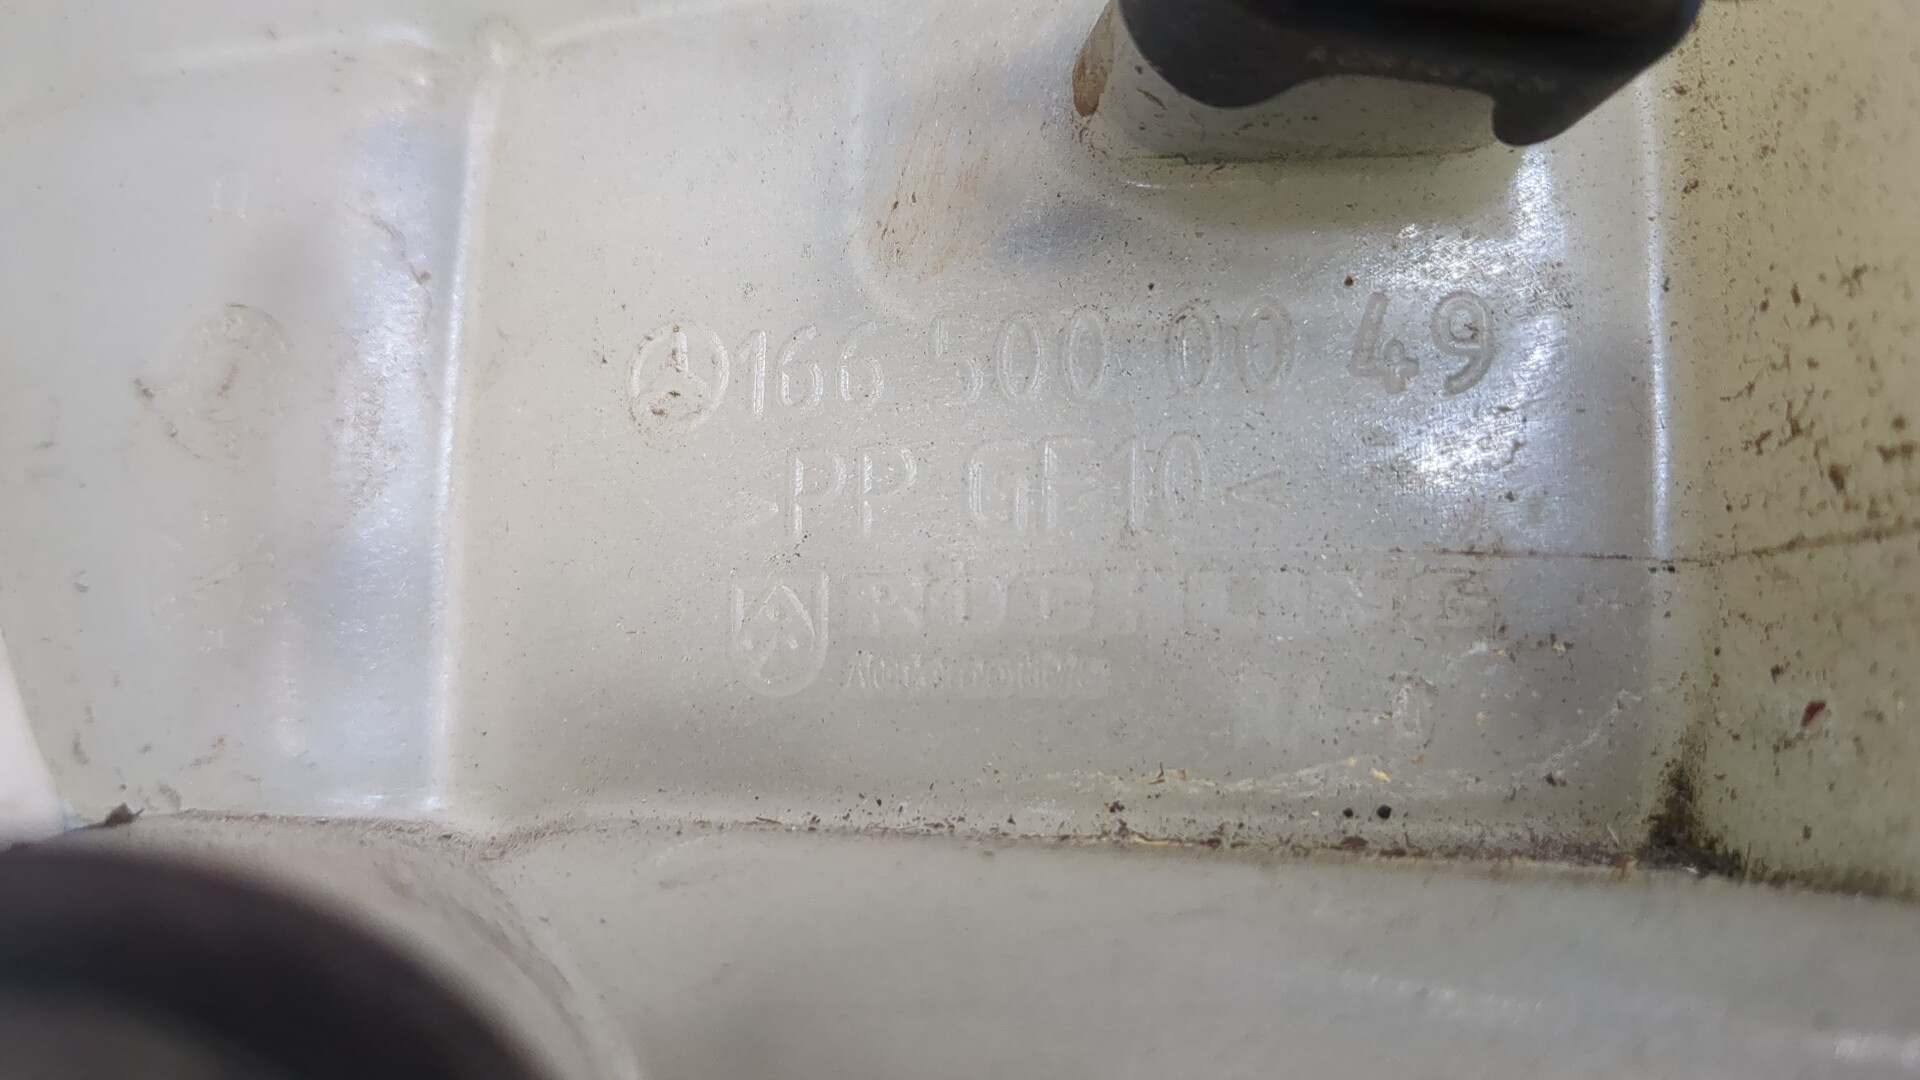 166 500 00 49
>PP GF10<
RÖCHLING
Automotive